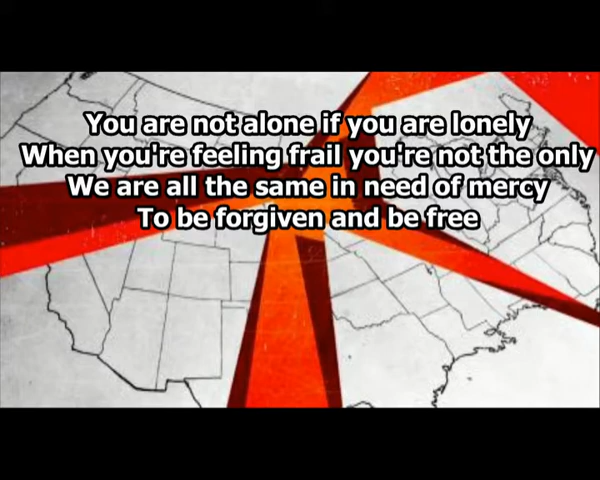 You are not alone if you are lonely
When you're feeling frail you're not the only
We are all the same in need of mercy
To be forgiven and be free